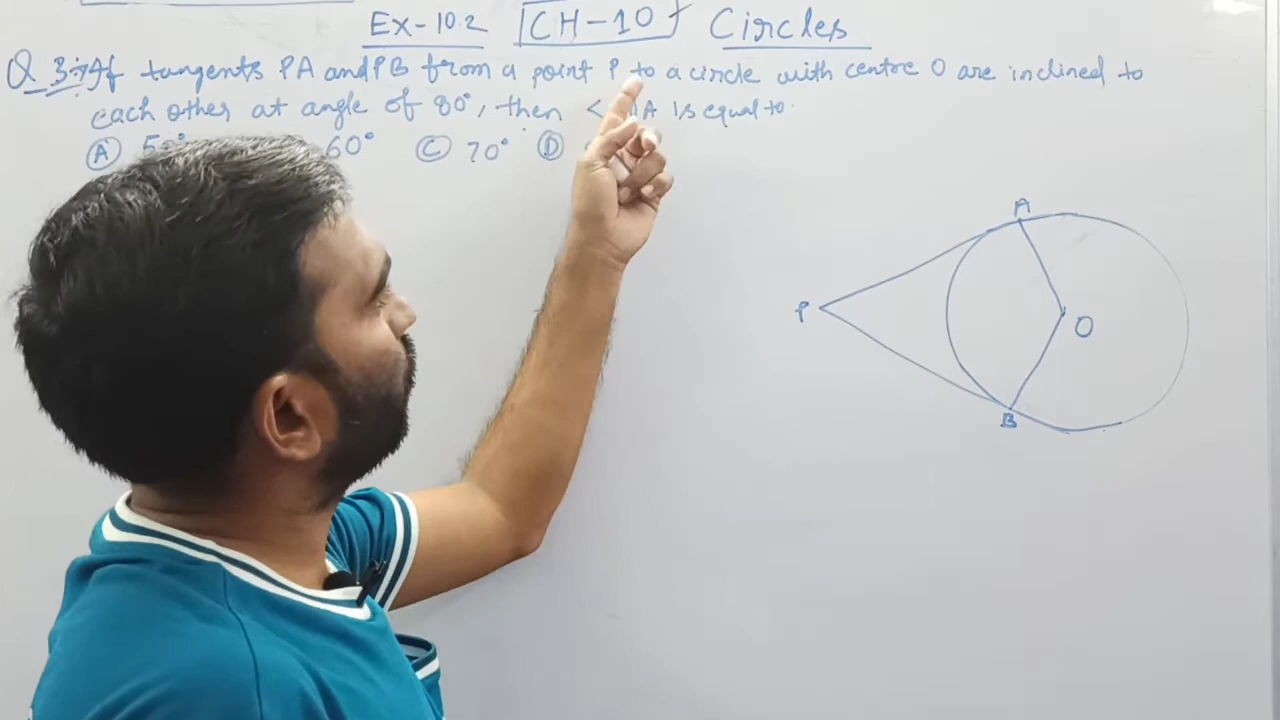 Ex-10.2 CH-10 Circles
Q.3:- If tangents PA and PB from a point P to a circle with centre O are inclined to
each other at angle of 80°, then < A is equal to.
A 60° C 70° D
A
P
O
B